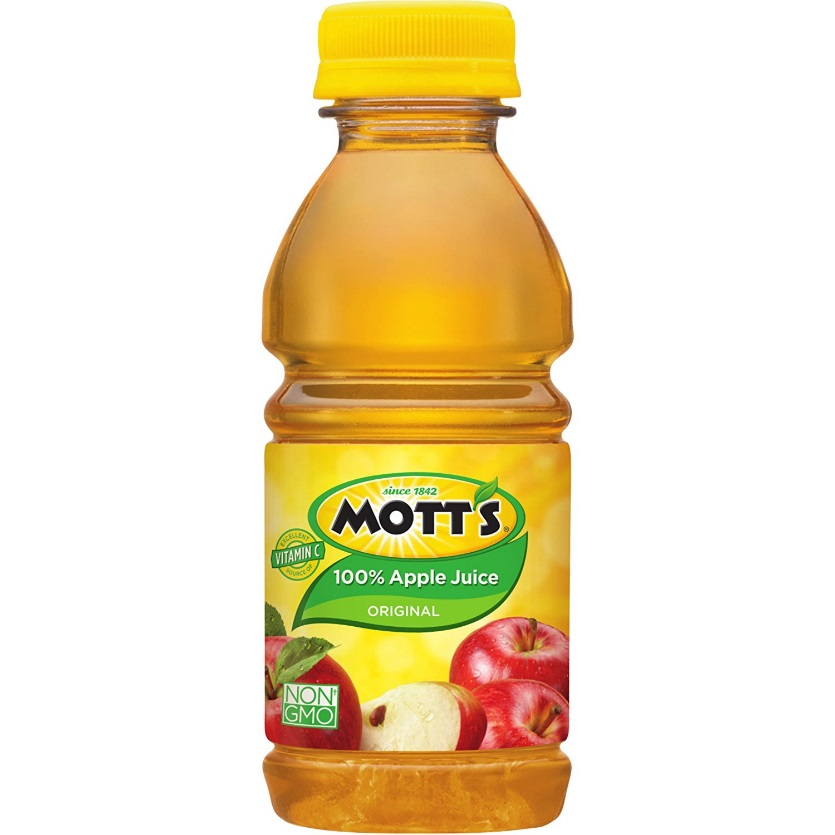 since 1842
MOTT'S®
EXCELLENT
VITAMIN C
SOURCE OF
100% Apple Juice
ORIGINAL
NON
GMO